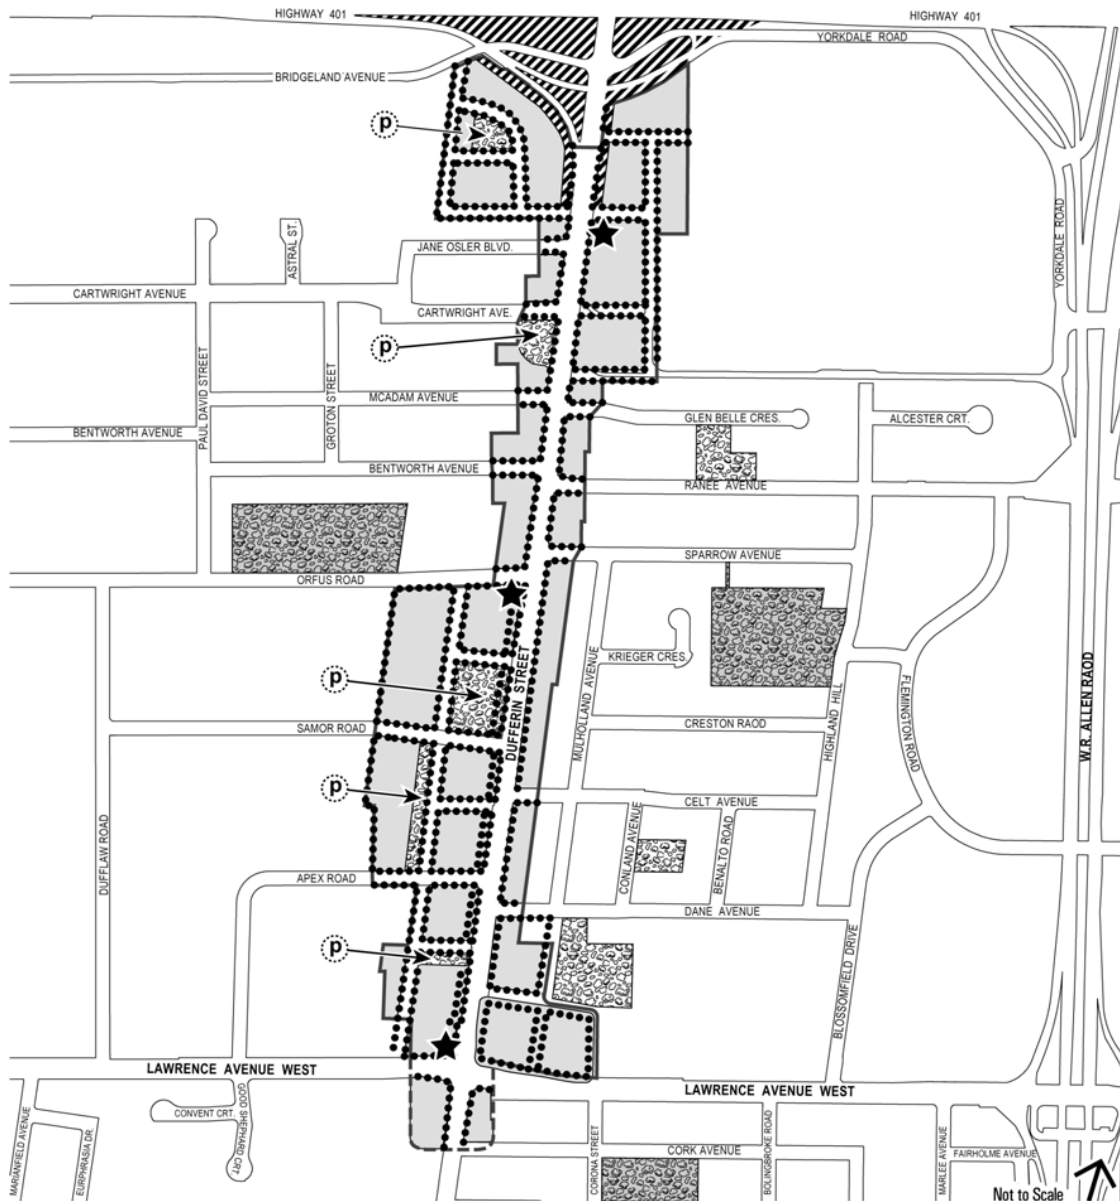 HIGHWAY 401
HIGHWAY 401
YORKDALE ROAD
BRIDGELAND AVENUE
p
YORKDALE ROAD
ASTRAL ST.
JANE OSLER BLVD.
CARTWRIGHT AVENUE
CARTWRIGHT AVE.
p
PAUL DAVID STREET
GROTON STREET
MCADAM AVENUE
GLEN BELLE CRES.
ALCESTER CRT.
BENTWORTH AVENUE
BENTWORTH AVENUE
RANEE AVENUE
SPARROW AVENUE
ORFUS ROAD
KRIEGER CRES.
p
DUFFERIN STREET
MULHOLLAND AVENUE
HIGHLAND HILL
FLEMINGTON ROAD
W.R. ALLEN RAOD
SAMOR ROAD
CRESTON RAOD
p
CELT AVENUE
DUFFLAW ROAD
CONLAND AVENUE
BENALTO ROAD
APEX ROAD
DANE AVENUE
p
BLOSSOMFIELD DRIVE
LAWRENCE AVENUE WEST
LAWRENCE AVENUE WEST
MARIANFIELD AVENUE
EURPHRASIA DR.
CONVENT CRT.
GOOD SHEPHARD CRT
CORONA STREET
CORK AVENUE
BOLINGBROKE ROAD
MARLEE AVENUE
FAIRHOLME AVENUE
Not to Scale